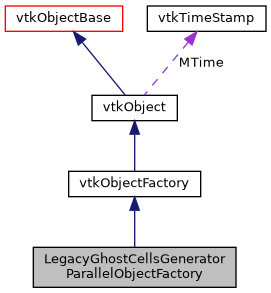 vtkObjectBase
vtkTimeStamp
MTime
vtkObject
vtkObjectFactory
LegacyGhostCellsGenerator
ParallelObjectFactory